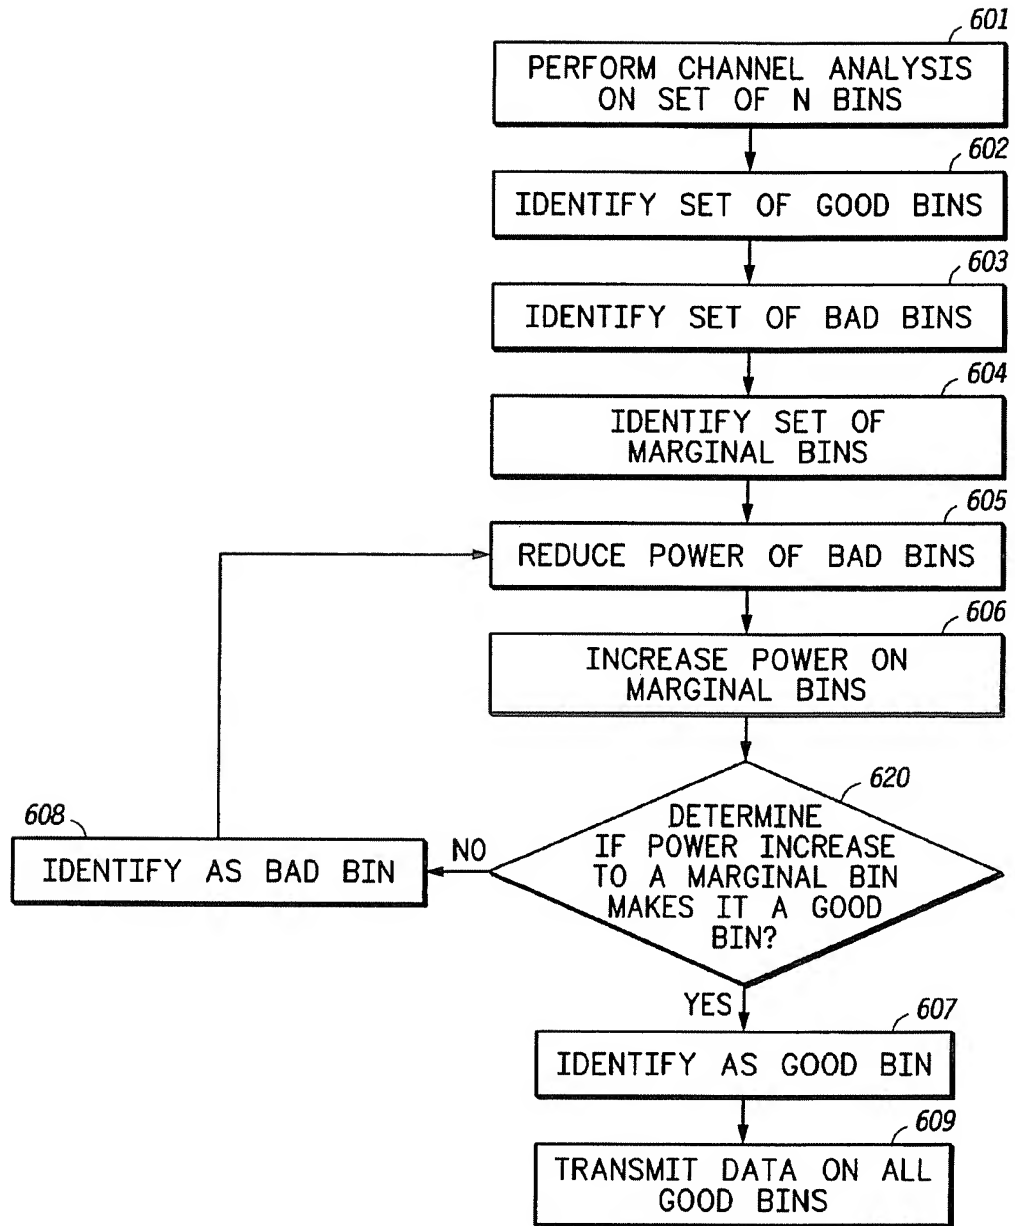 601
PERFORM CHANNEL ANALYSIS
ON SET OF N BINS
602
IDENTIFY SET OF GOOD BINS
603
IDENTIFY SET OF BAD BINS
604
IDENTIFY SET OF
MARGINAL BINS
605
REDUCE POWER OF BAD BINS
606
INCREASE POWER ON
MARGINAL BINS
620
DETERMINE
IF POWER INCREASE
TO A MARGINAL BIN
MAKES IT A GOOD
BIN?
NO
608
IDENTIFY AS BAD BIN
YES
607
IDENTIFY AS GOOD BIN
609
TRANSMIT DATA ON ALL
GOOD BINS